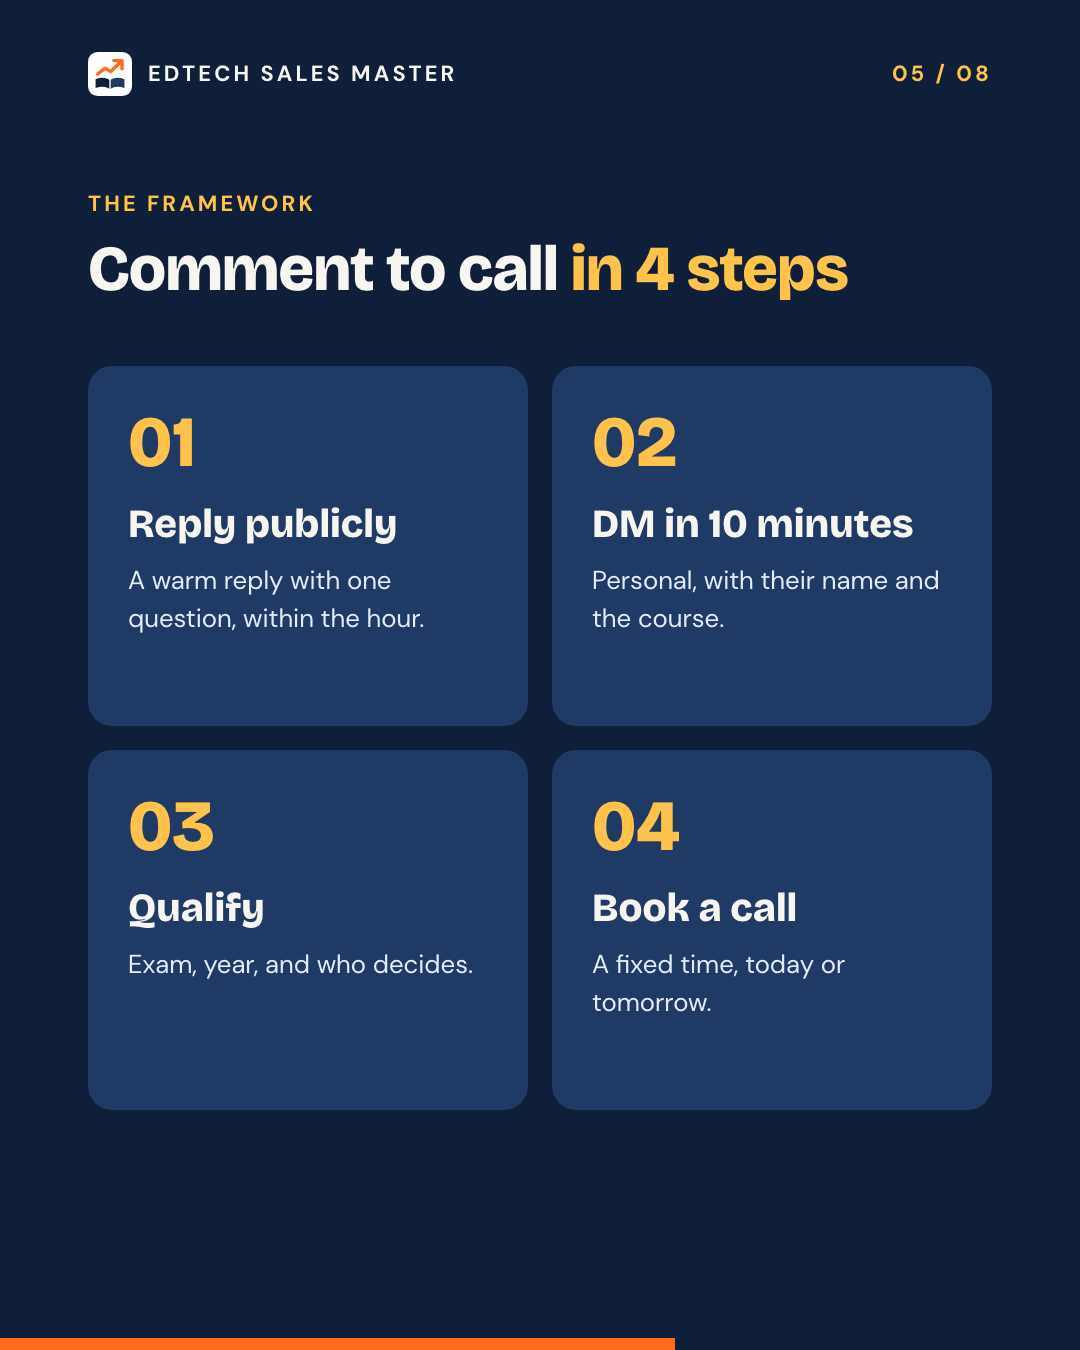 EDTECH SALES MASTER
05 / 08
THE FRAMEWORK
Comment to call in 4 steps
01
Reply publicly
A warm reply with one
question, within the hour.
02
DM in 10 minutes
Personal, with their name and
the course.
03
Qualify
Exam, year, and who decides.
04
Book a call
A fixed time, today or
tomorrow.